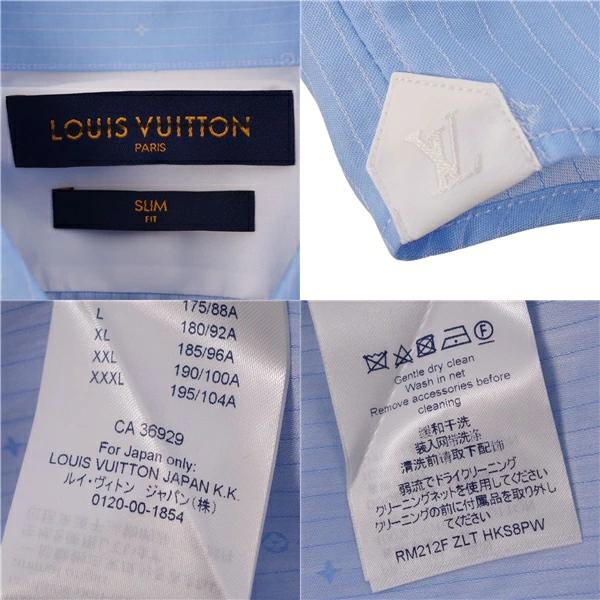 LOUIS VUITTON
PARIS
SLIM
FIT
LV
L 175/88A
XL 180/92A
XXL 185/96A
XXXL 190/100A
195/104A
CA 36929
For Japan only:
LOUIS VUITTON JAPAN K.K.
ルイ・ヴィトン ジャパン(株)
0120-00-1854
F
Gentle dry clean
Wash in net
Remove accessories before
cleaning
缓和干洗
装入网袋洗涤
清洗前请取下配饰
弱流でドライクリーニング
クリーニングネットを使用してください
クリーニングの前に付属品を取り外し
てください
RM212F ZLT HKS8PW